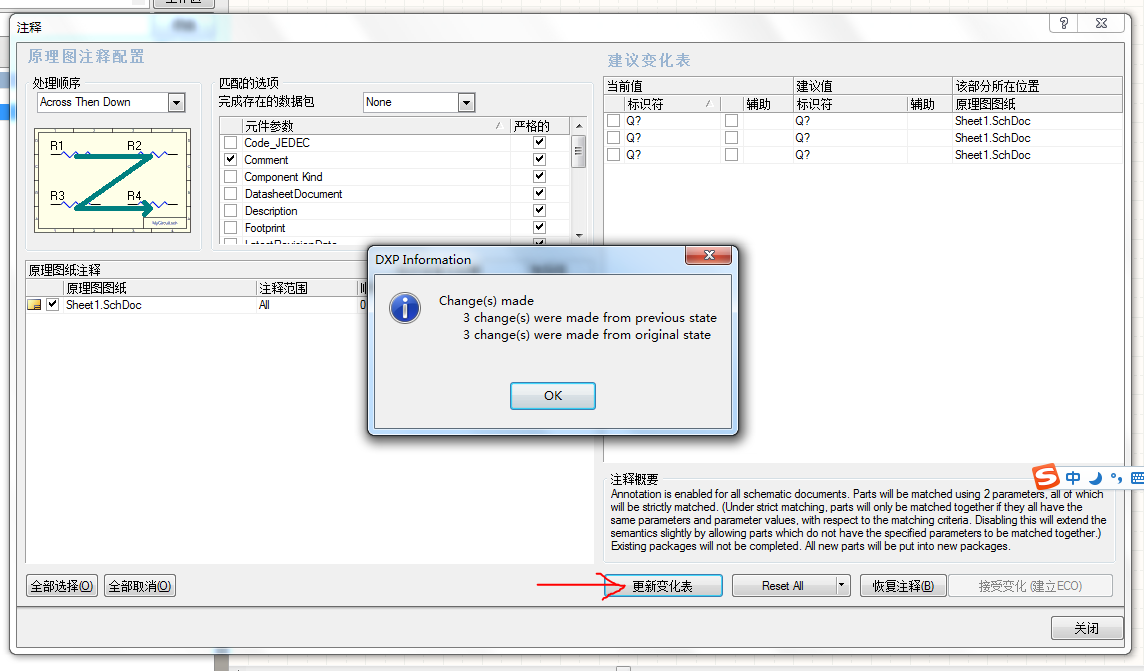 注释
原理图注释配置
处理顺序
Across Then Down
R1 R2
R3 R4
匹配的选项
完成存在的数据包 None
元件参数 / 严格的
Code_JEDEC
Comment
Component Kind
DatasheetDocument
Description
Footprint
LatestRevisionDate
原理图纸注释
原理图图纸 注释范围
Sheet1.SchDoc All 0
建议变化表
当前值 建议值 该部分所在位置
标识符 / 辅助 标识符 辅助 原理图图纸
Q? Q? Sheet1.SchDoc
Q? Q? Sheet1.SchDoc
Q? Q? Sheet1.SchDoc
DXP Information
Change(s) made
3 change(s) were made from previous state
3 change(s) were made from original state
OK
注释概要
Annotation is enabled for all schematic documents. Parts will be matched using 2 parameters, all of which
will be strictly matched. (Under strict matching, parts will only be matched together if they all have the
same parameters and parameter values, with respect to the matching criteria. Disabling this will extend the
semantics slightly by allowing parts which do not have the specified parameters to be matched together.)
Existing packages will not be completed. All new parts will be put into new packages.
S 中
全部选择(O) 全部取消(O) 更新变化表 Reset All 恢复注释(B) 接受变化 (建立ECO)
关闭